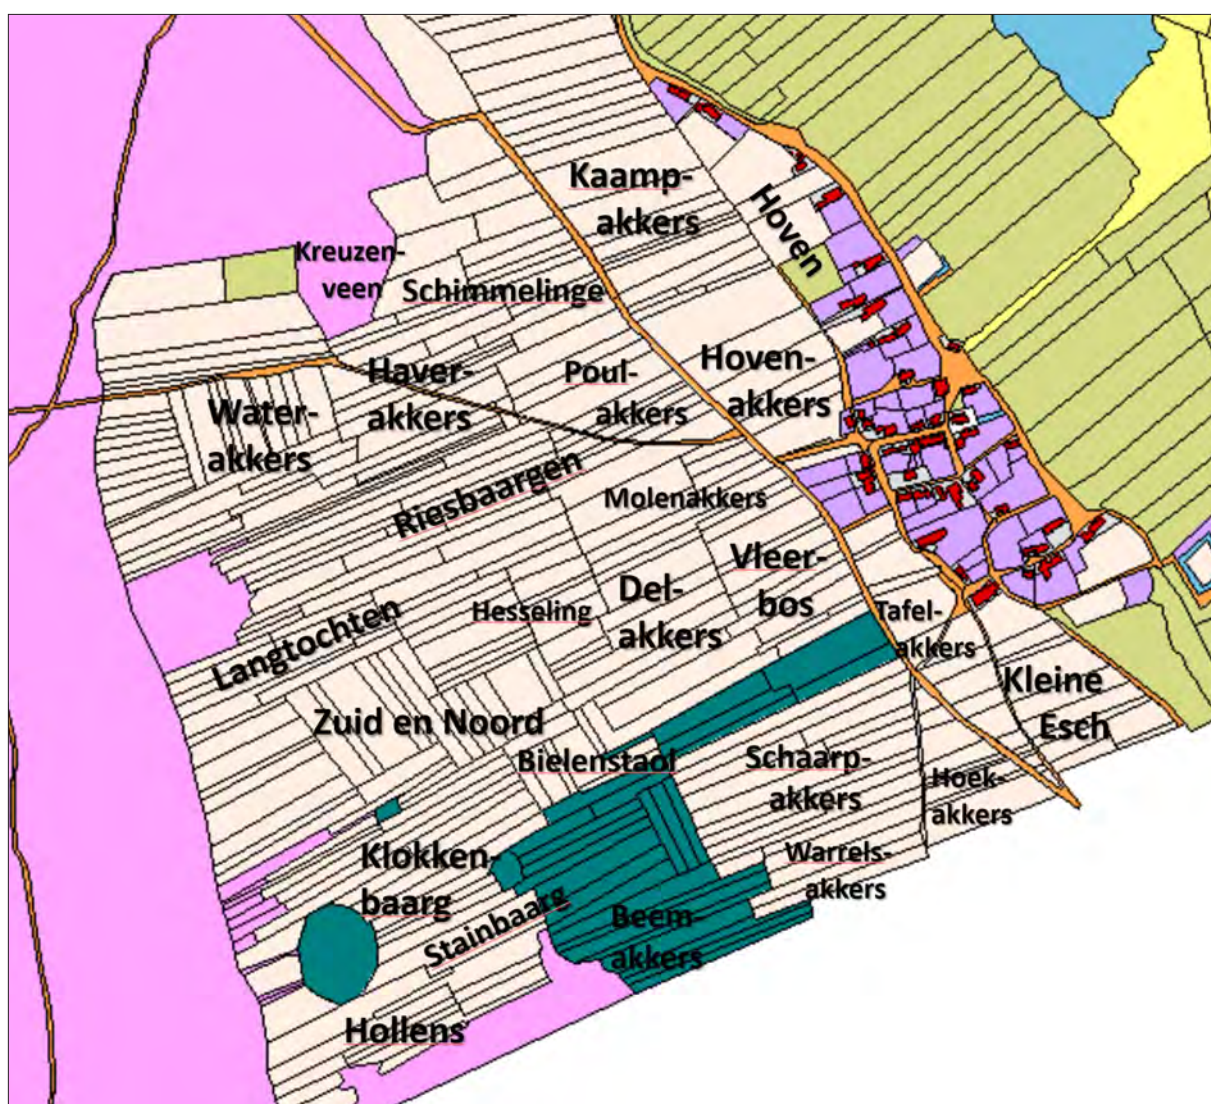 Kaamp-
akkers
Hoven
Kreuzen-
veen
Schimmelinge
Haver-
akkers
Poul-
akkers
Hoven-
akkers
Water-
akkers
Riesbaargen
Molenakkers
Vleer-
bos
Hesseling
Del-
akkers
Tafel-
akkers
Langtochten
Kleine
Esch
Zuid en Noord
Bielenstaol
Schaarp-
akkers
Hoek-
akkers
Klokken-
baarg
Warrels-
akkers
Stainbaarg
Beem-
akkers
Hollens